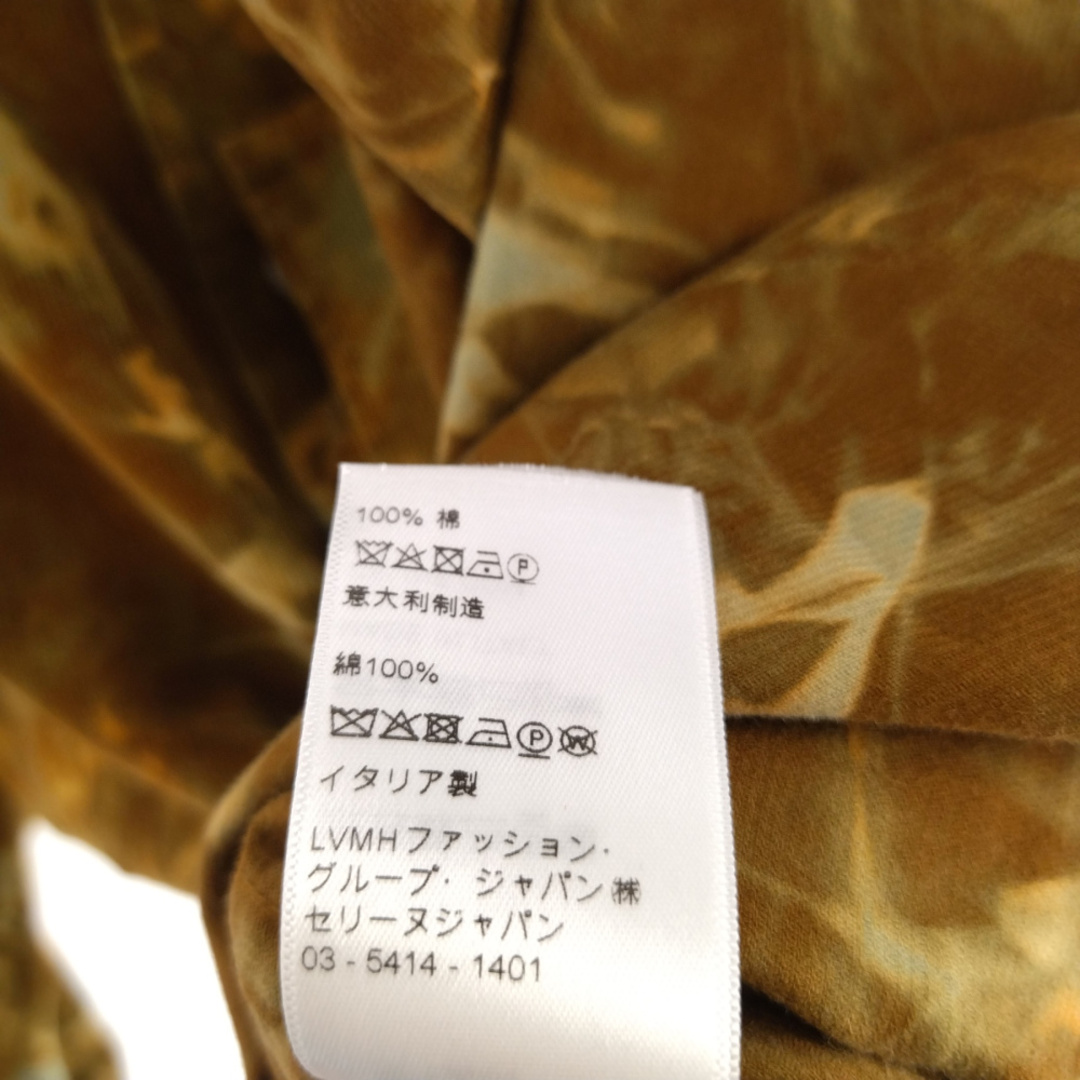 100% 棉
意大利制造
綿100%
イタリア製
LVMHファッション・
グループ・ジャパン㈱
セリーヌジャパン
03 - 5414 - 1401